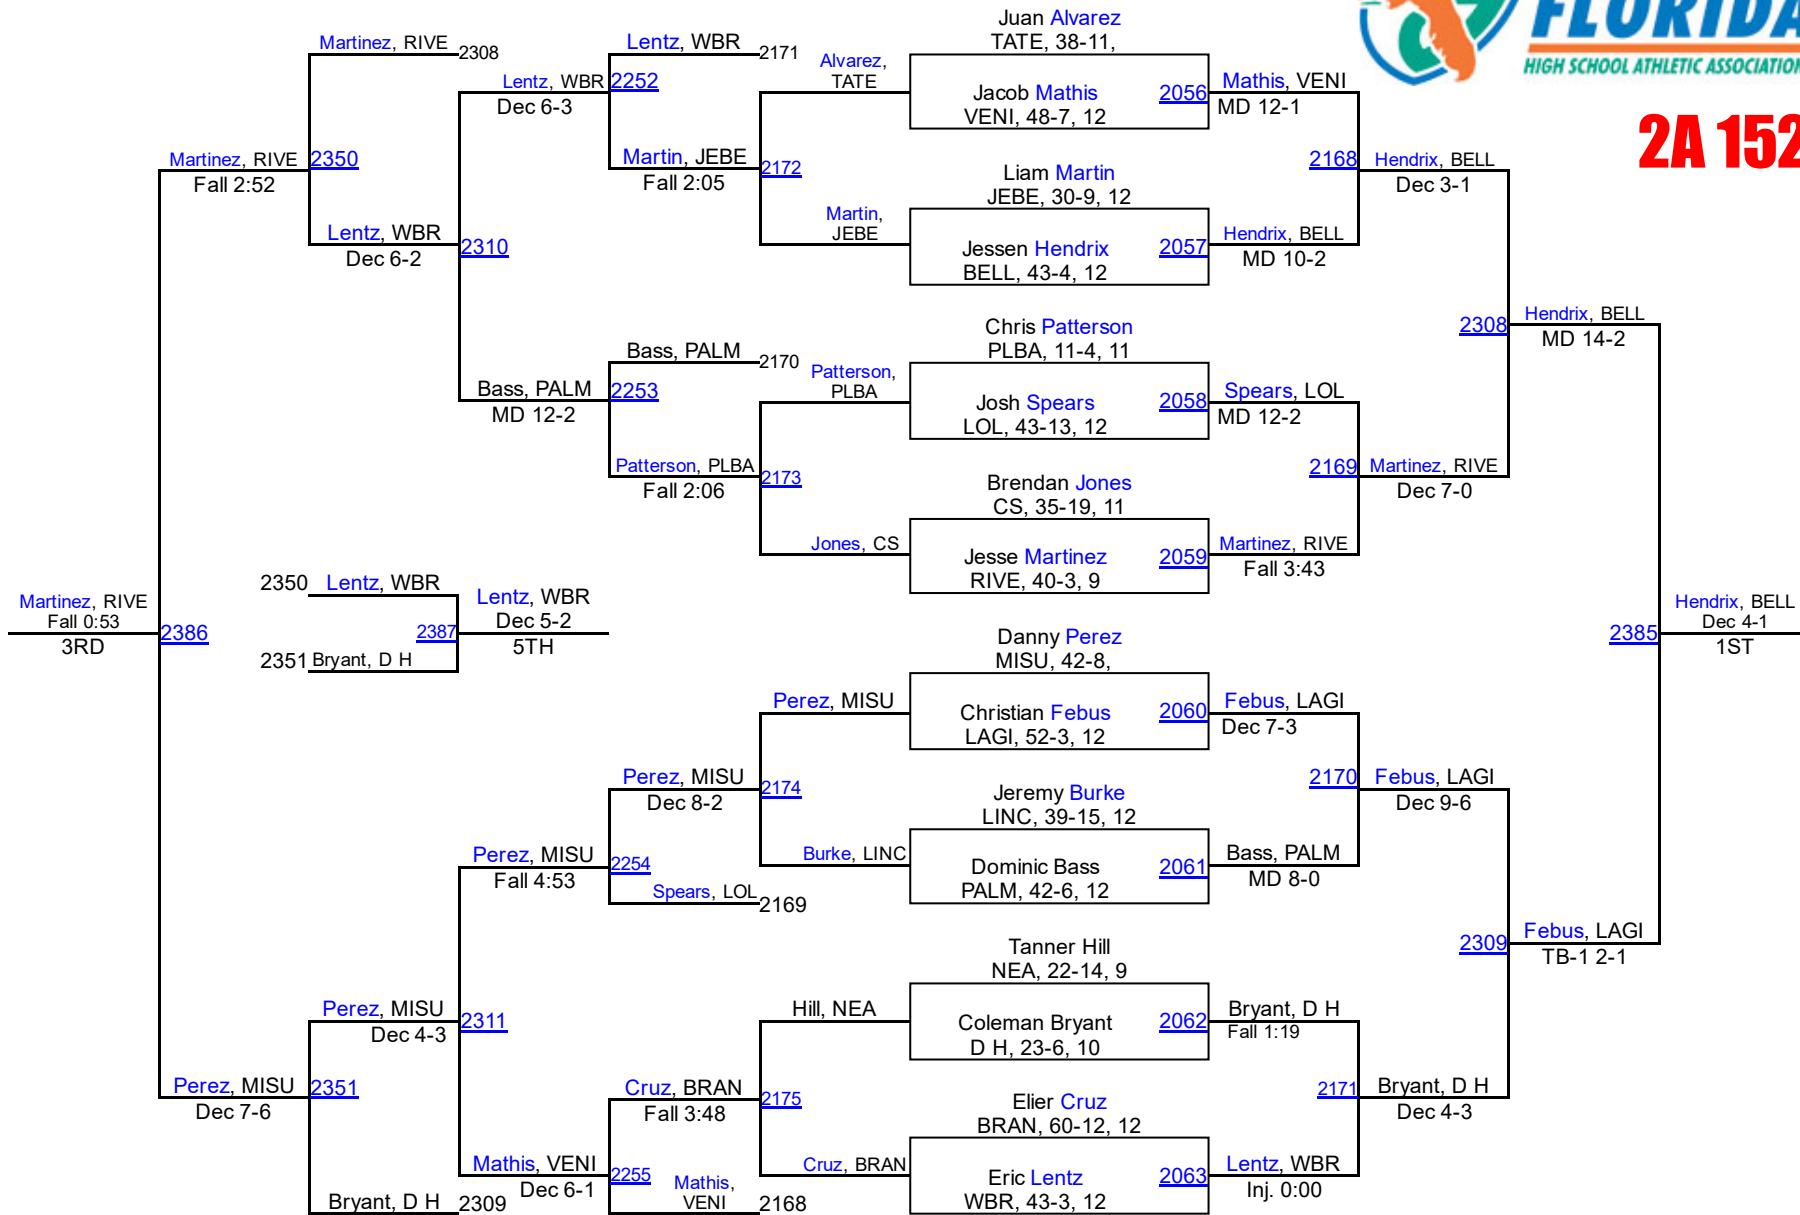 FLORIDA
HIGH SCHOOL ATHLETIC ASSOCIATION
2A 152
Juan Alvarez
TATE, 38-11,
Jacob Mathis
VENI, 48-7, 12
2056
Liam Martin
JEBE, 30-9, 12
Jessen Hendrix
BELL, 43-4, 12
2057
Chris Patterson
PLBA, 11-4, 11
Josh Spears
LOL, 43-13, 12
2058
Brendan Jones
CS, 35-19, 11
Jesse Martinez
RIVE, 40-3, 9
2059
Danny Perez
MISU, 42-8,
Christian Febus
LAGI, 52-3, 12
2060
Jeremy Burke
LINC, 39-15, 12
Dominic Bass
PALM, 42-6, 12
2061
Tanner Hill
NEA, 22-14, 9
Coleman Bryant
D H, 23-6, 10
2062
Elier Cruz
BRAN, 60-12, 12
Eric Lentz
WBR, 43-3, 12
2063
Mathis, VENI
MD 12-1
2168
Hendrix, BELL
MD 10-2
Spears, LOL
MD 12-2
2169
Martinez, RIVE
Fall 3:43
Febus, LAGI
Dec 7-3
2170
Bass, PALM
MD 8-0
Bryant, D H
Fall 1:19
2171
Lentz, WBR
Inj. 0:00
Hendrix, BELL
Dec 3-1
2308
Martinez, RIVE
Dec 7-0
Febus, LAGI
Dec 9-6
2309
Bryant, D H
Dec 4-3
Hendrix, BELL
MD 14-2
2385
Febus, LAGI
TB-1 2-1
Hendrix, BELL
Dec 4-1
1ST
Alvarez,
TATE
2172
Martin,
JEBE
Patterson,
PLBA
2173
Jones, CS
Perez, MISU
2174
Burke, LINC
Hill, NEA
2175
Cruz, BRAN
Lentz, WBR
2171
2252
Martin, JEBE
Fall 2:05
Bass, PALM
2170
2253
Patterson, PLBA
Fall 2:06
Perez, MISU
Dec 8-2
2254
Spears, LOL
2169
Cruz, BRAN
Fall 3:48
2255
Mathis,
VENI
2168
Lentz, WBR
Dec 6-3
2310
Bass, PALM
MD 12-2
Perez, MISU
Fall 4:53
2311
Mathis, VENI
Dec 6-1
Martinez, RIVE
2308
2350
Lentz, WBR
Dec 6-2
Perez, MISU
Dec 4-3
2351
Bryant, D H
2309
Martinez, RIVE
Fall 2:52
Perez, MISU
Dec 7-6
2386
Martinez, RIVE
Fall 0:53
3RD
2350
Lentz, WBR
2387
2351
Bryant, D H
Lentz, WBR
Dec 5-2
5TH